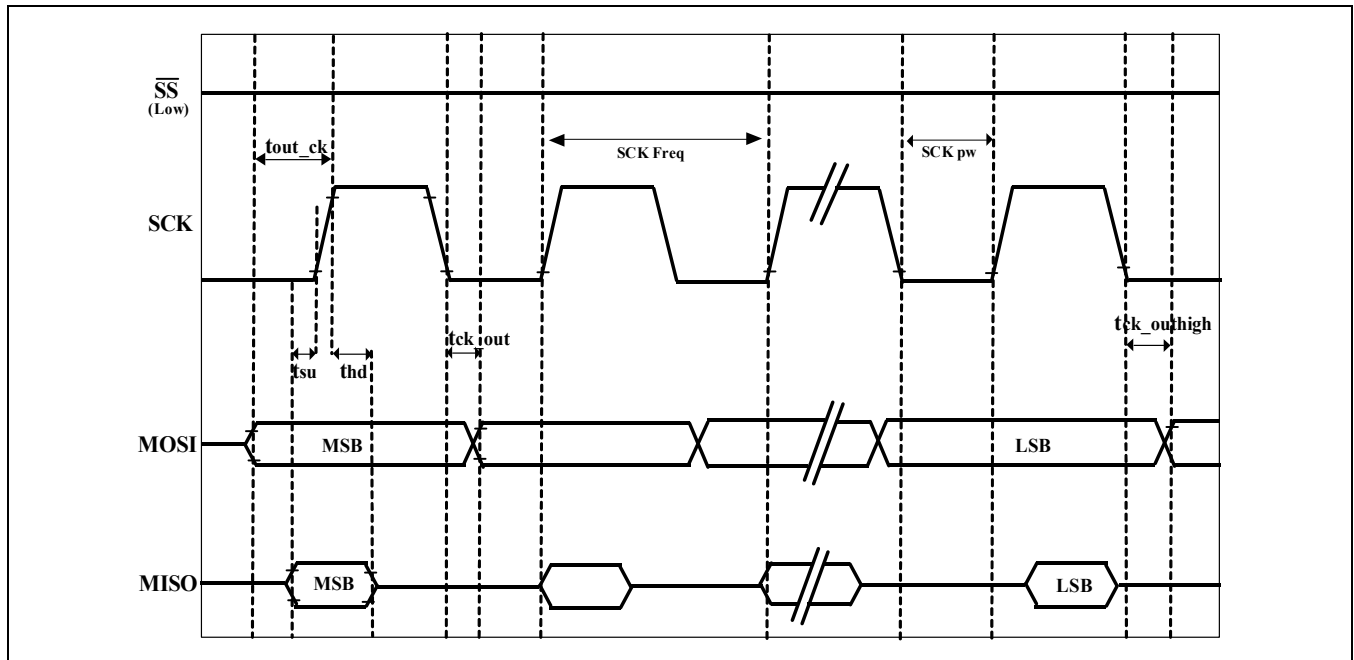 SS
(Low)
tout_ck
SCK Freq
SCK pw
SCK
tsu
thd
tck_out
tck_outhigh
MOSI
MSB
LSB
MISO
MSB
LSB